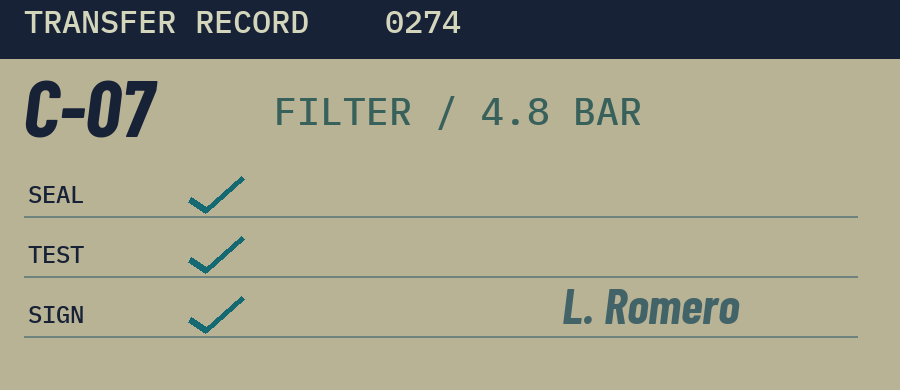 TRANSFER RECORD 0274
C-07 FILTER / 4.8 BAR
SEAL
TEST
SIGN L. Romero